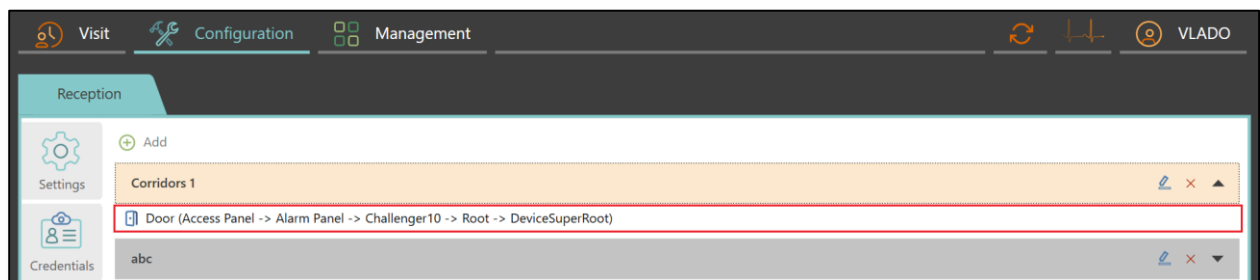 Visit Configuration Management VLADO
Reception
Add
Settings
Corridors 1
Door (Access Panel -> Alarm Panel -> Challenger10 -> Root -> DeviceSuperRoot)
Credentials
abc